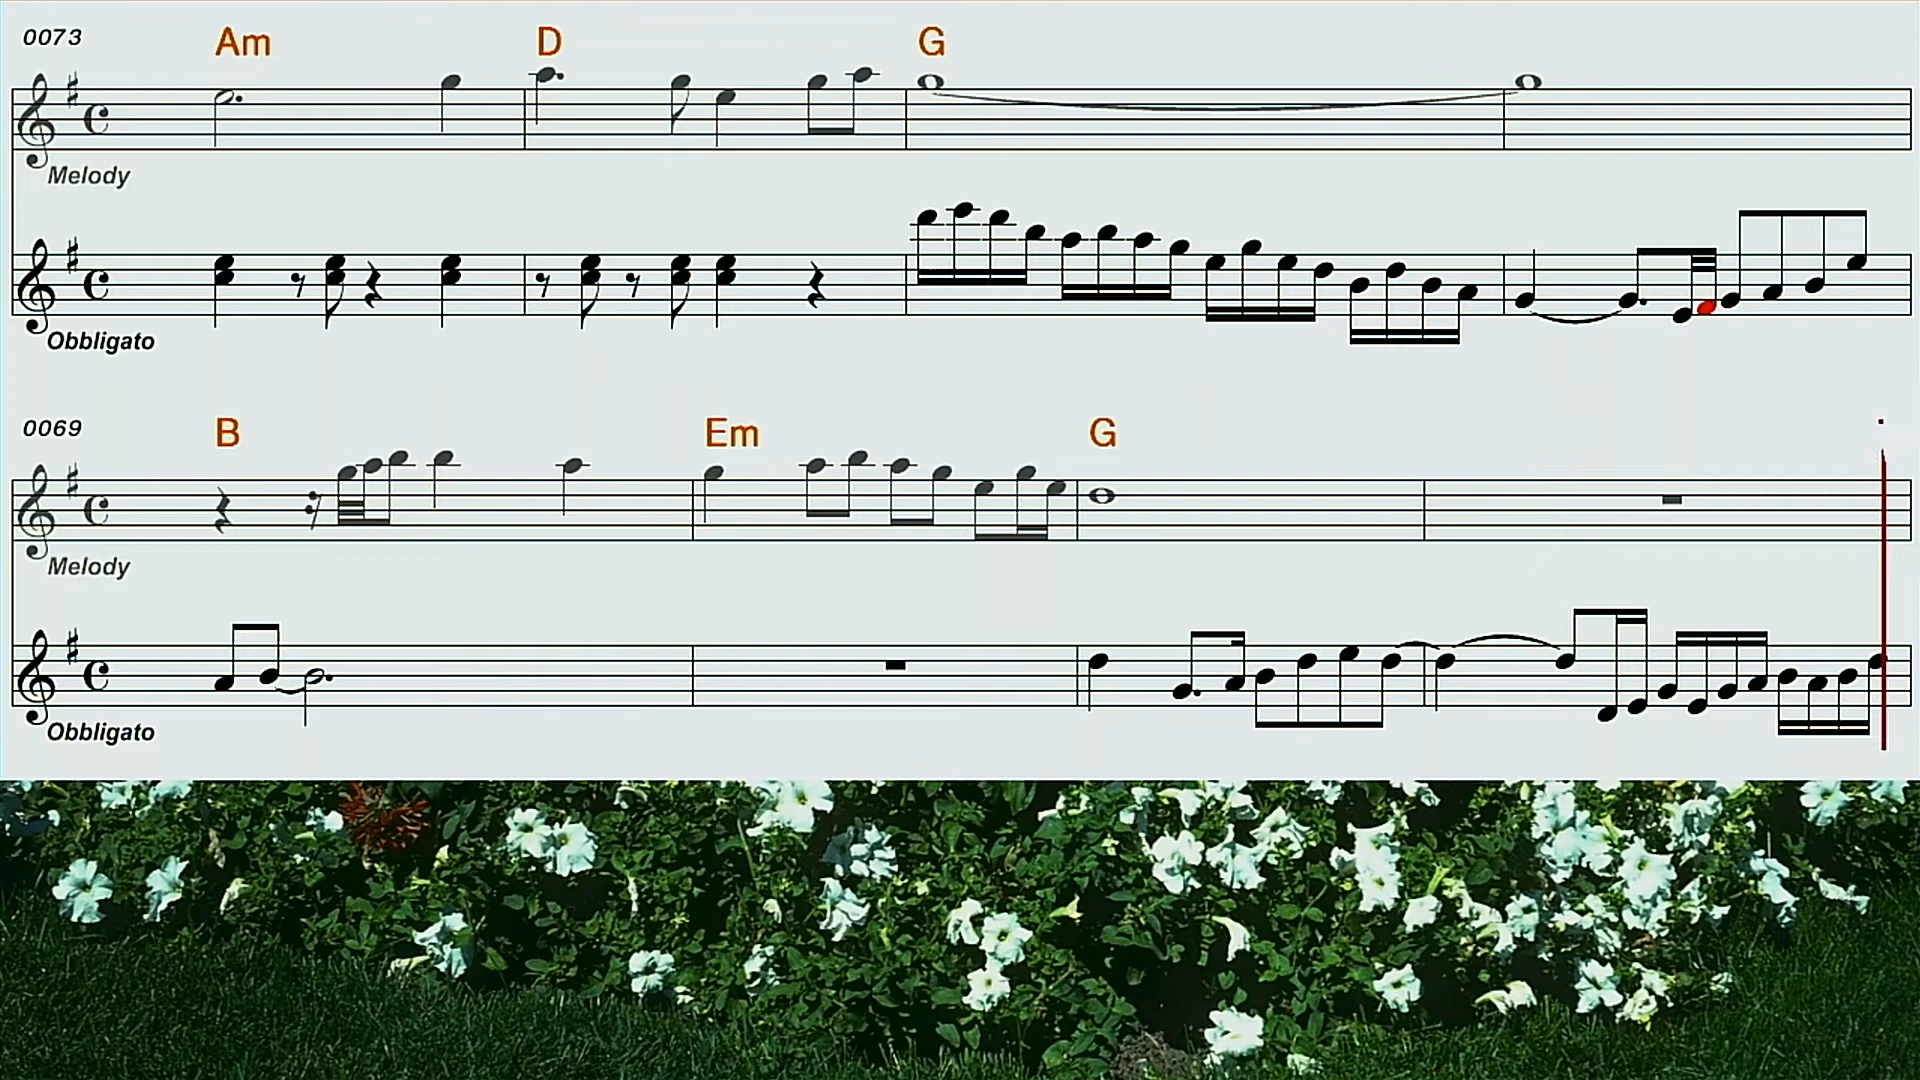 0073
Am D G
Melody
Obbligato
0069
B Em G
Melody
Obbligato